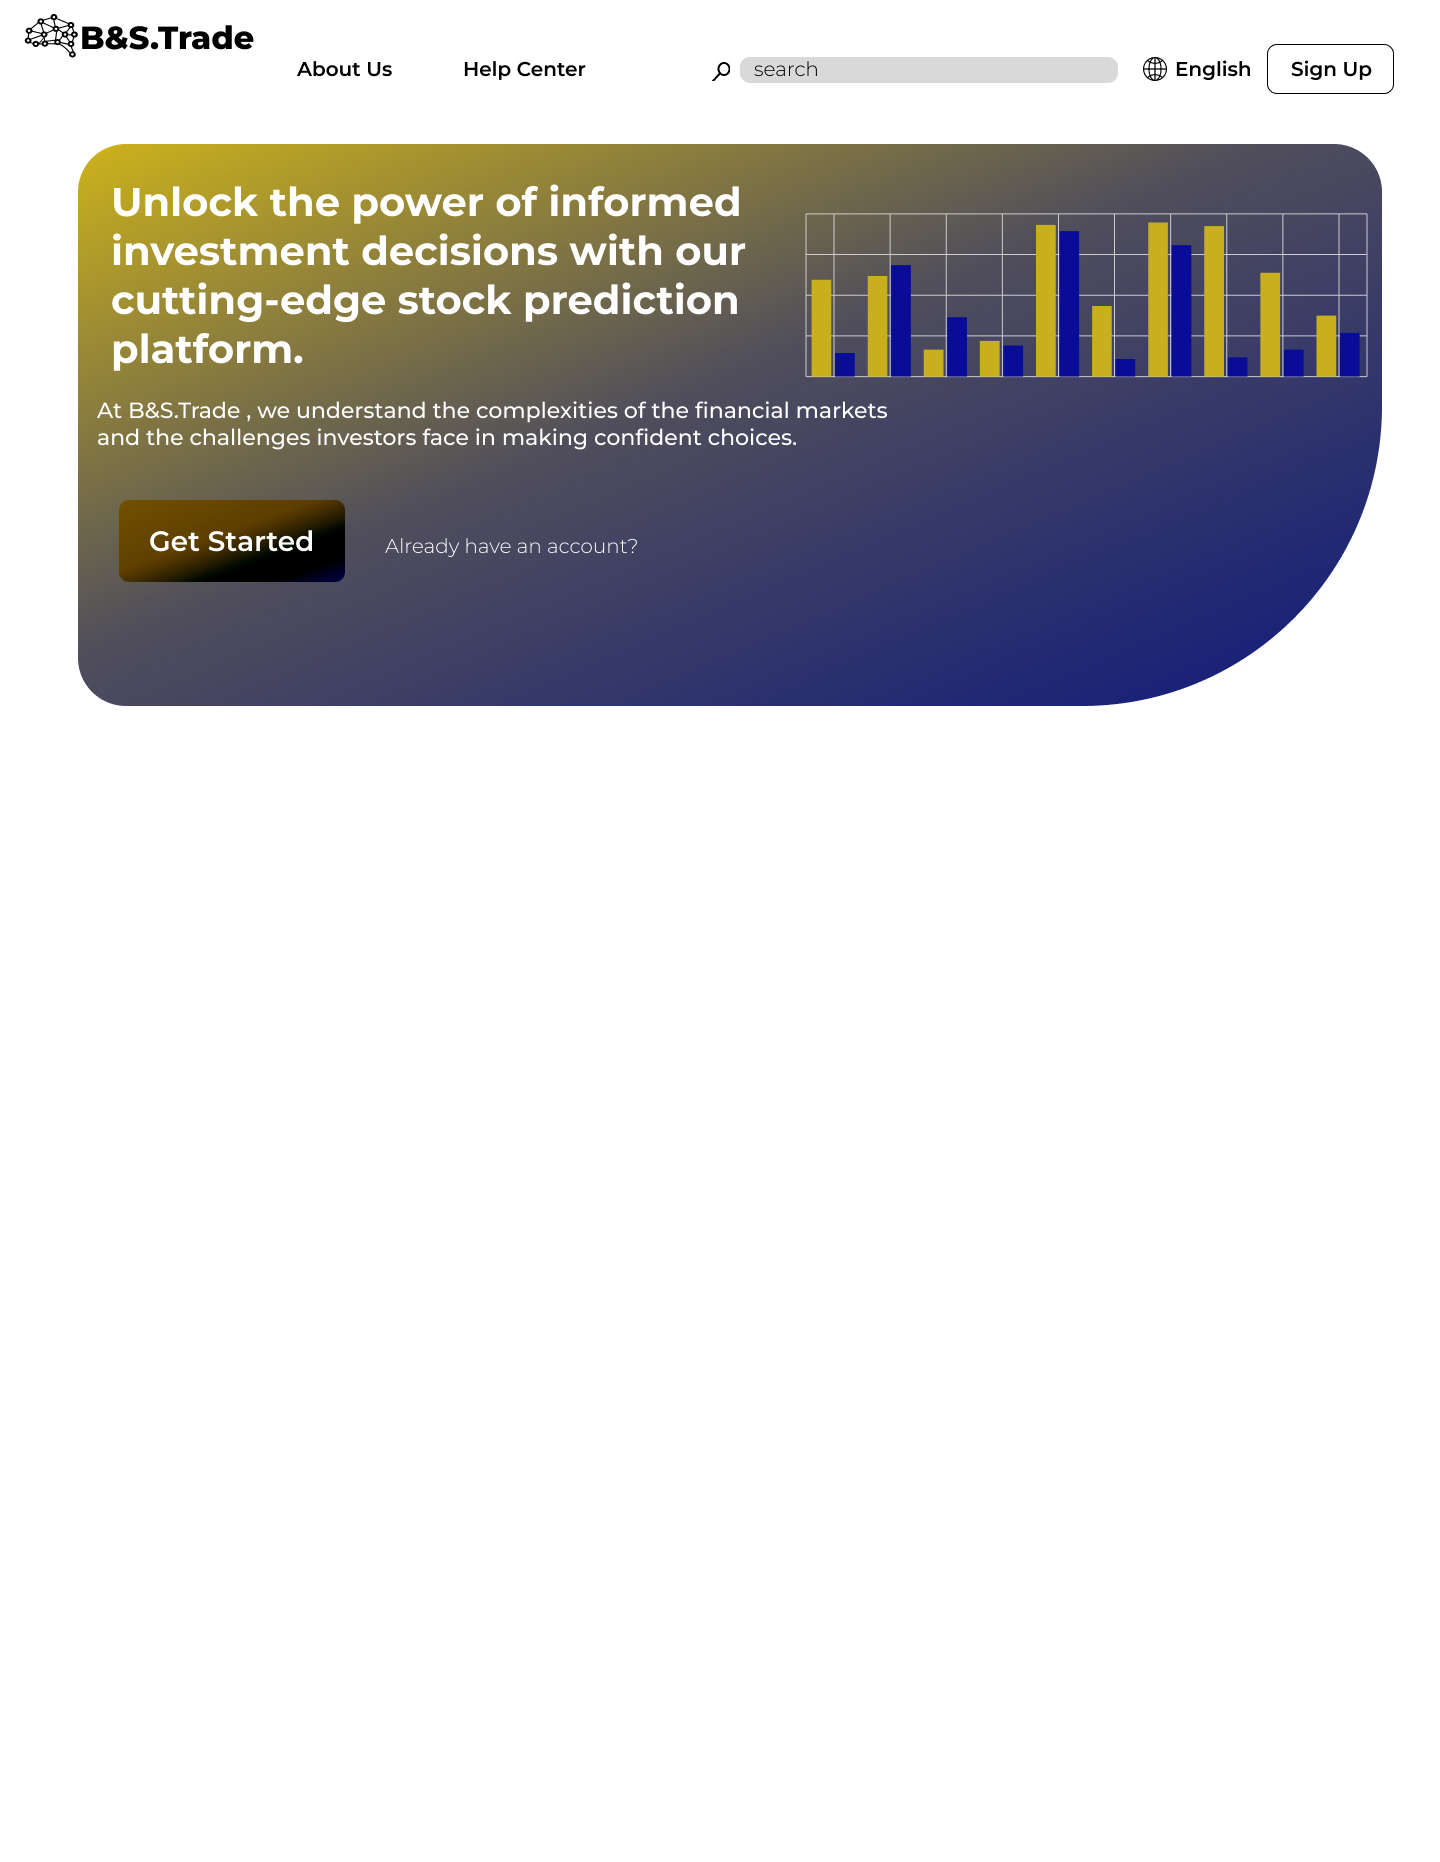 B&S.Trade
About Us
Help Center
search
English
Sign Up
Unlock the power of informed
investment decisions with our
cutting-edge stock prediction
platform.
At B&S.Trade , we understand the complexities of the financial markets
and the challenges investors face in making confident choices.
Get Started
Already have an account?